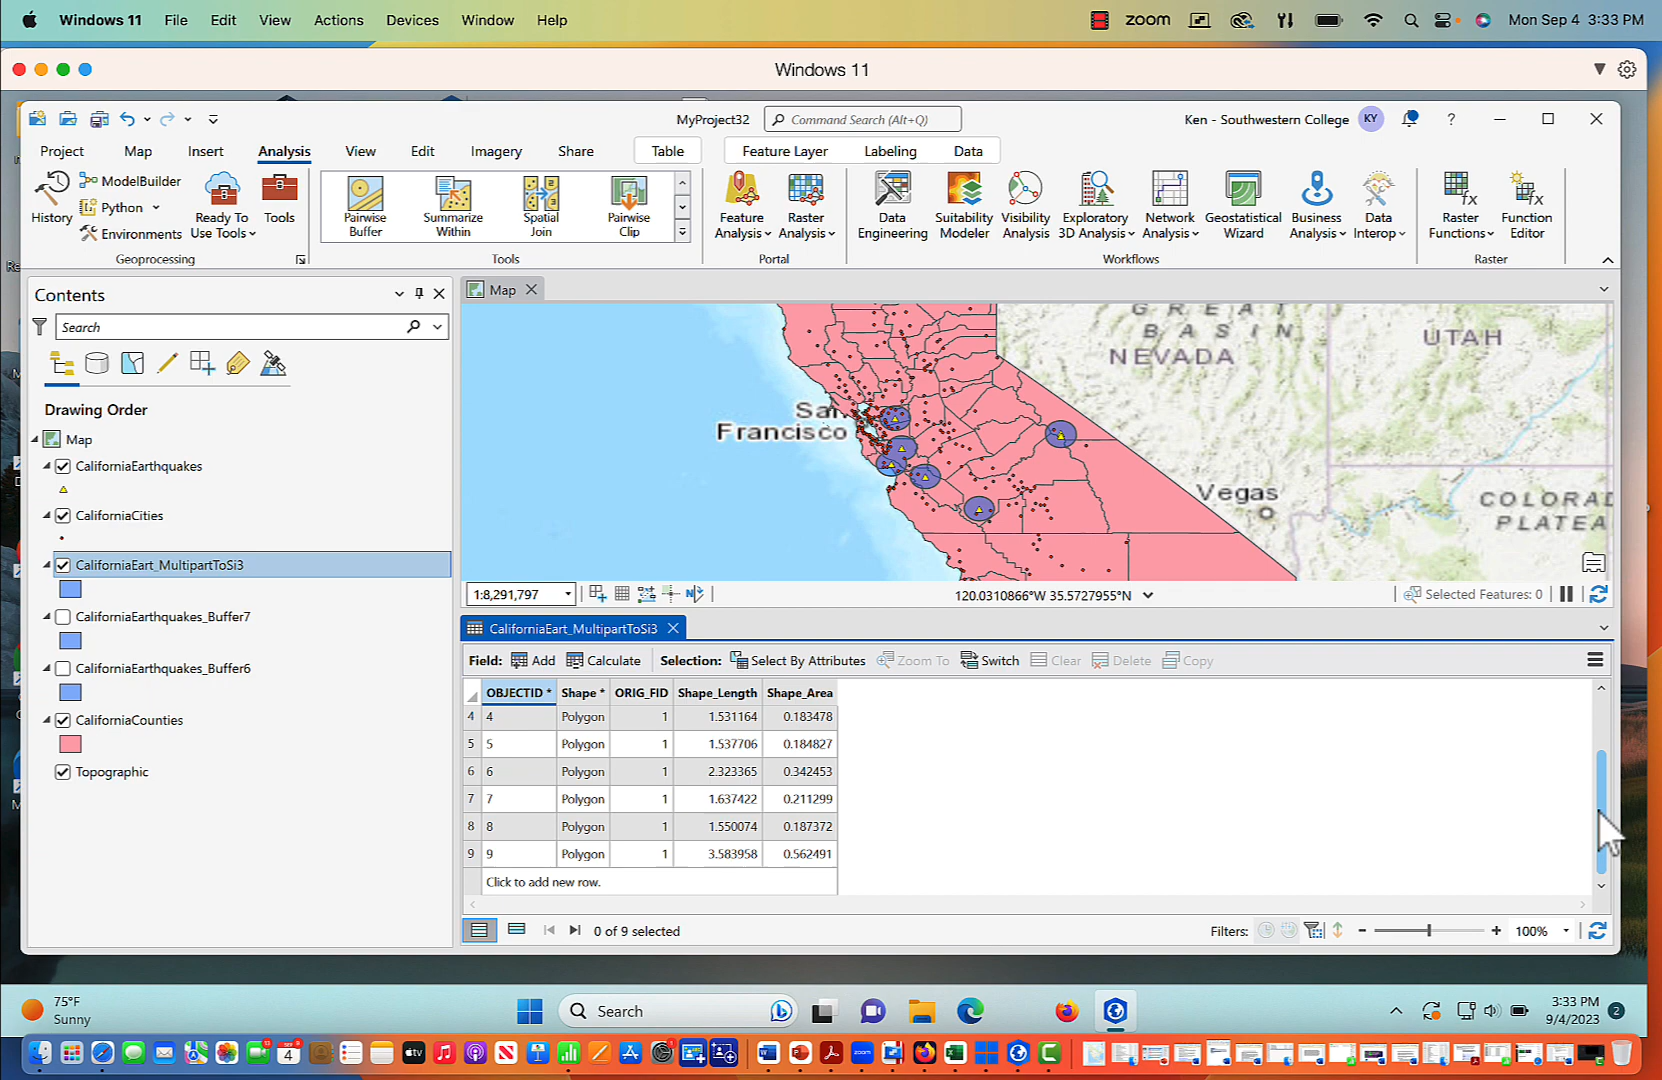 Windows 11 File Edit View Actions Devices Window Help
zoom Mon Sep 4 3:33 PM
Windows 11
MyProject32 Command Search (Alt+Q) Ken - Southwestern College KY ?
Project Map Insert Analysis View Edit Imagery Share Table Feature Layer Labeling Data
History
ModelBuilder
Python
Environments
Ready To Use Tools
Tools
Geoprocessing
Pairwise Buffer
Summarize Within
Spatial Join
Pairwise Clip
Tools
Feature Analysis
Raster Analysis
Portal
Data Engineering
Suitability Modeler
Visibility Analysis
Exploratory 3D Analysis
Network Analysis
Geostatistical Wizard
Business Analysis
Data Interop
Workflows
Raster Functions
Function Editor
Raster
Contents
Search
Drawing Order
Map
CaliforniaEarthquakes
CaliforniaCities
CaliforniaEart_MultipartToSi3
CaliforniaEarthquakes_Buffer7
CaliforniaEarthquakes_Buffer6
CaliforniaCounties
Topographic
Map
GREAT
BASIN
NEVADA
UTAH
San
Francisco
Vegas
COLORAD
PLATEA
1:8,291,797 120.0310866°W 35.5727955°N Selected Features: 0
CaliforniaEart_MultipartToSi3
Field: Add Calculate Selection: Select By Attributes Zoom To Switch Clear Delete Copy
OBJECTID * Shape * ORIG_FID Shape_Length Shape_Area
4 4 Polygon 1 1.531164 0.183478
5 5 Polygon 1 1.537706 0.184827
6 6 Polygon 1 2.323365 0.342453
7 7 Polygon 1 1.637422 0.211299
8 8 Polygon 1 1.550074 0.187372
9 9 Polygon 1 3.583958 0.562491
Click to add new row.
0 of 9 selected Filters: 100%
75°F
Sunny
Search
3:33 PM
9/4/2023
2